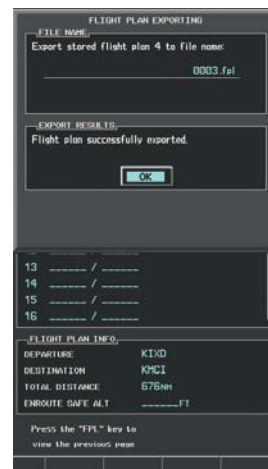 FLIGHT PLAN EXPORTING
FILE NAME
Export stored flight plan 4 to file name:
0003.fpl
EXPORT RESULTS
Flight plan successfully exported.
OK
13 ______ / ______
14 ______ / ______
15 ______ / ______
16 ______ / ______
FLIGHT PLAN INFO
DEPARTURE KIXD
DESTINATION KMCI
TOTAL DISTANCE 676NM
ENROUTE SAFE ALT ______FT
Press the "FPL" key to
view the previous page